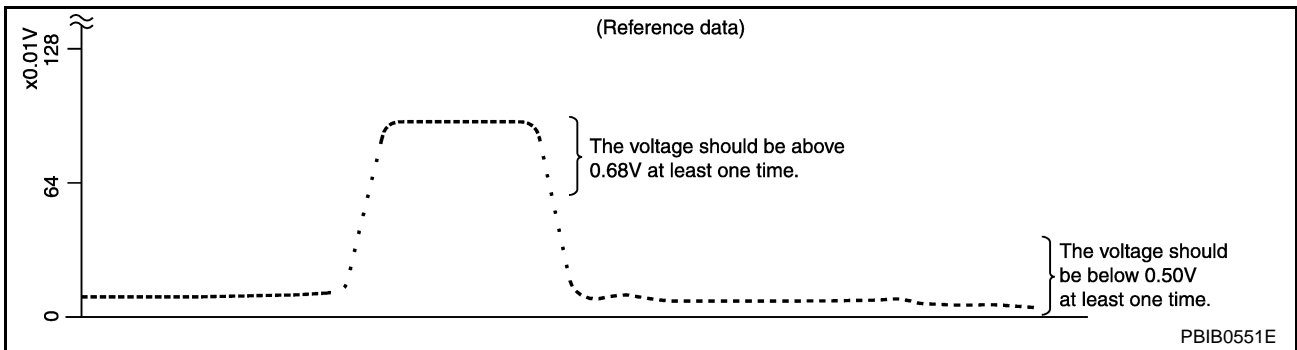 (Reference data)
x0.01V
128
64
0
The voltage should be above
0.68V at least one time.
The voltage should
be below 0.50V
at least one time.
PBIB0551E